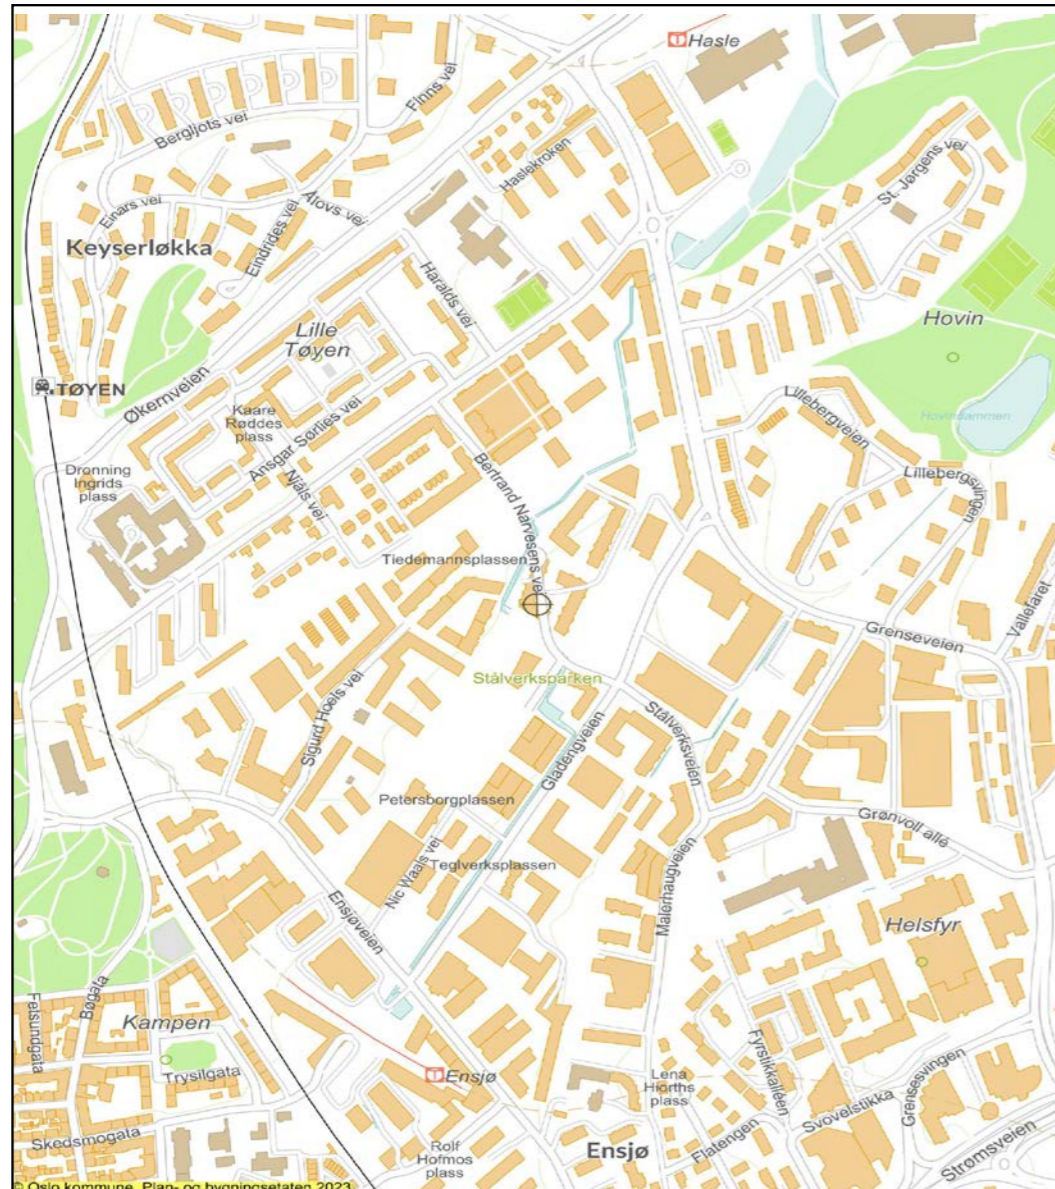 Hasle
Finns vei
Bergljots vei
Haslekroken
St. Jørgens vei
Einars vei
Ålovs vei
Eindrides vei
Keyserløkka
Haralds vei
Hovin
Lille
Tøyen
TØYEN
Økernveien
Kaare
Røddes
plass
Lillebergveien
Hovindammen
Ansgar Sørlies vei
Dronning
Ingrids
plass
Njåls vei
Bertrand Narvesens vei
Lillebergsvingen
Tiedemannsplassen
Vallefaret
Grenseveien
Stålverksparken
Sigurd Hoels vei
Stålverksveien
Gladengveien
Petersborgplassen
Grønvoll allé
Nic Waals vei
Teglverksplassen
Malerhaugveien
Ensjøveien
Helsfyr
Bøgata
Fetsundgata
Kampen
Trysilgata
Fyrstikkalléen
Ensjø
Lena
Hjorths
plass
Grensesvingen
Svovelstikka
Skedsmogata
Rolf
Hofmos
plass
Ensjø
Flatengen
Strømsveien
© Oslo kommune, Plan- og bygningsetaten 2023